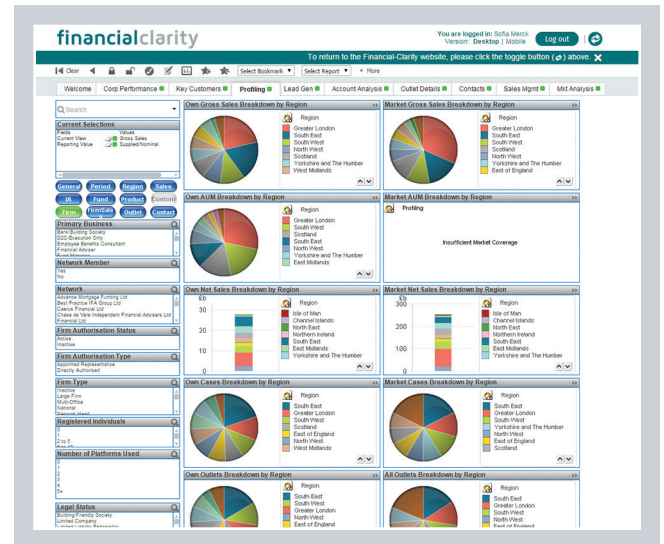 financialclarity
You are logged in: Sofia Merck
Version: Desktop | Mobile
Log out
To return to the Financial-Clarity website, please click the toggle button ( ) above. X
Clear
Select Bookmark
Select Report
More
Welcome
Corp Performance
Key Customers
Profiling
Lead Gen
Account Analysis
Outlet Details
Contacts
Sales Mgmt
Mkt Analysis
Search
Current Selections
Fields Values
Current View Gross Sales
Reporting Value Supplied/Nominal
General Period Region Sales
IA Fund Product Custom
Firm FirmSale Outlet Contact
Primary Business
Bank/Building Society
D2C/Execution Only
Employee Benefits Consultant
Financial Adviser
Fund Manager
Network Member
Yes
No
Network
Advance Mortgage Funding Ltd
Best Practice IFA Group Ltd
Caerus Financial Ltd
Chase de Vere Independent Financial Advisers Ltd
Financial Ltd
Firm Authorisation Status
Active
Inactive
Firm Authorisation Type
Appointed Representative
Directly Authorised
Firm Type
Inactive
Large Firm
Multi-Office
National
Network Head
Registered Individuals
0
1
2 to 5
Number of Platforms Used
0
1
2
3
4
5+
Legal Status
Building/Friendly Society
Limited Company
Limited Liability Partnership
Own Gross Sales Breakdown by Region
Region
Greater London
South East
South West
North West
Scotland
Yorkshire and The Humber
West Midlands
Market Gross Sales Breakdown by Region
Region
Greater London
South East
South West
North West
Scotland
Yorkshire and The Humber
East of England
Own AUM Breakdown by Region
Region
Greater London
South West
Scotland
South East
North West
Yorkshire and The Humber
East Midlands
Market AUM Breakdown by Region
Profiling
Insufficient Market Coverage
Own Net Sales Breakdown by Region
£b
30
20
10
0
Region
Isle of Man
Channel Islands
North East
Northern Ireland
South East
East Midlands
Yorkshire and The Humber
Market Net Sales Breakdown by Region
£b
300
200
100
0
Region
Isle of Man
Channel Islands
North East
Northern Ireland
South East
East Midlands
Yorkshire and The Humber
Own Cases Breakdown by Region
Region
South East
Greater London
South West
Scotland
East of England
North West
West Midlands
Market Cases Breakdown by Region
Region
South East
Greater London
South West
Yorkshire and The Humber
North West
East of England
Scotland
Own Outlets Breakdown by Region
Region
South East
South West
Greater London
North West
East of England
All Outlets Breakdown by Region
Region
South East
South West
Greater London
North West
East of England